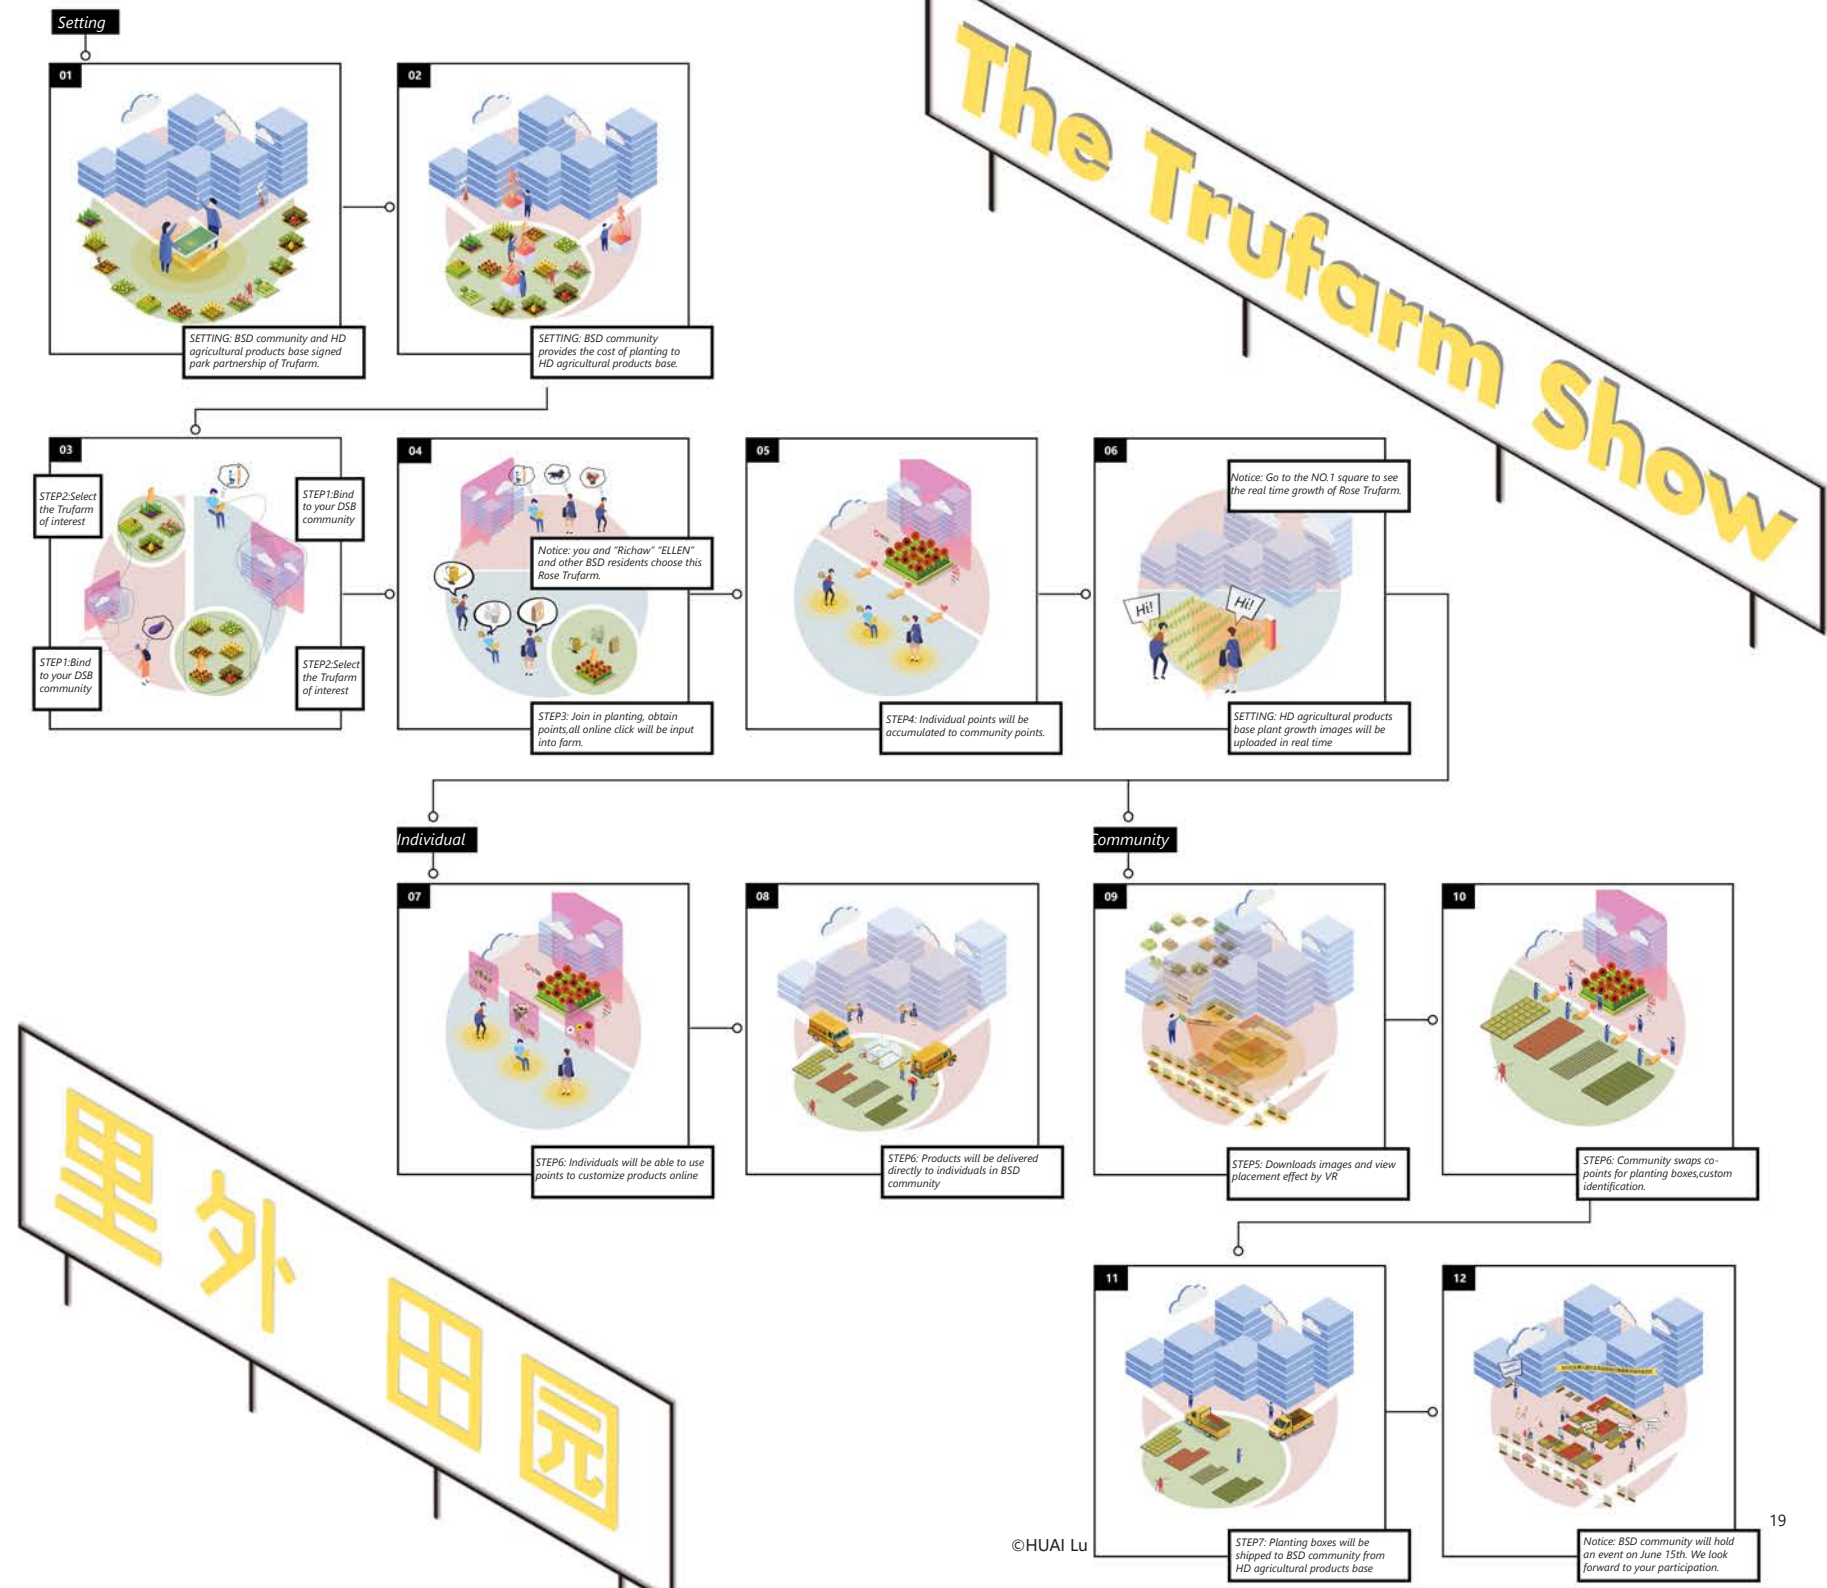 Setting
The Trufarm Show
01
02
SETTING: BSD community and HD
agricultural products base signed
park partnership of Trufarm.
SETTING: BSD community
provides the cost of planting to
HD agricultural products base.
03
STEP2:Select
the Trufarm
of interest
STEP1:Bind
to your DSB
community
STEP1:Bind
to your DSB
community
STEP2:Select
the Trufarm
of interest
04
Notice: you and "Richaw" "ELLEN"
and other BSD residents choose this
Rose Trufarm.
STEP3: Join in planting, obtain
points,all online click will be input
into farm.
05
STEP4: Individual points will be
accumulated to community points.
06
Notice: Go to the NO.1 square to see
the real time growth of Rose Trufarm.
Hi!
Hi!
SETTING: HD agricultural products
base plant growth images will be
uploaded in real time
Individual
Community
07
STEP6: Individuals will be able to use
points to customize products online
08
STEP6: Products will be delivered
directly to individuals in BSD
community
09
STEP5: Downloads images and view
placement effect by VR
10
STEP6: Community swaps co-
points for planting boxes,custom
identification.
里外 田园
11
STEP7: Planting boxes will be
shipped to BSD community from
HD agricultural products base
12
Notice: BSD community will hold
an event on June 15th. We look
forward to your participation.
©HUAI Lu
19